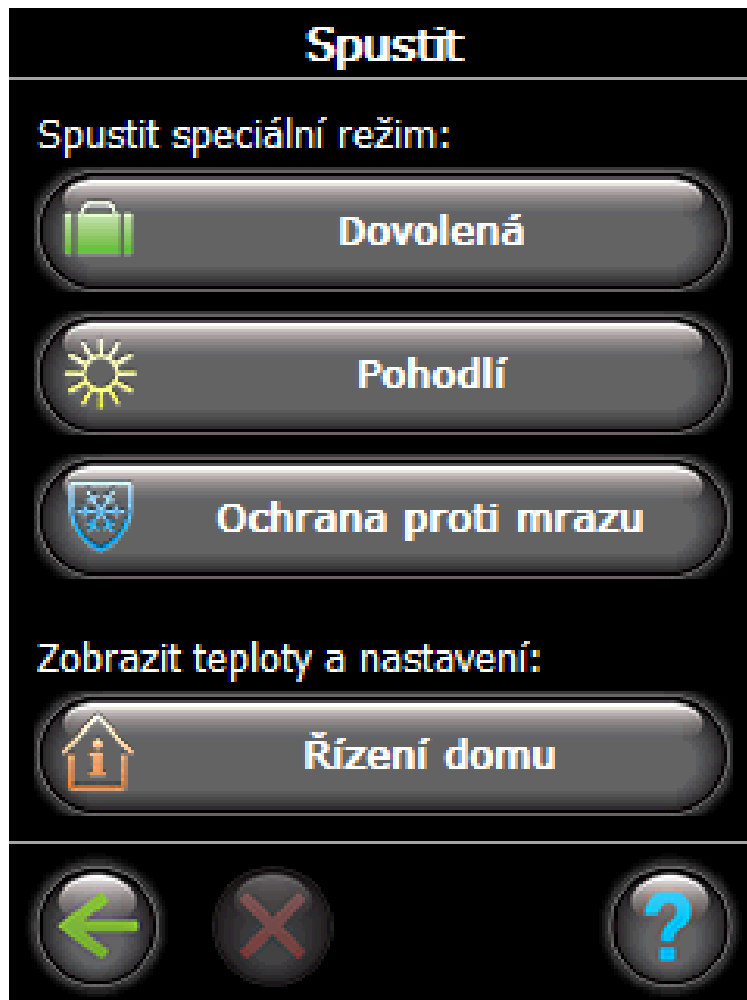 Spustit
Spustit speciální režim:
Dovolená
Pohodlí
Ochrana proti mrazu
Zobrazit teploty a nastavení:
Řízení domu
?